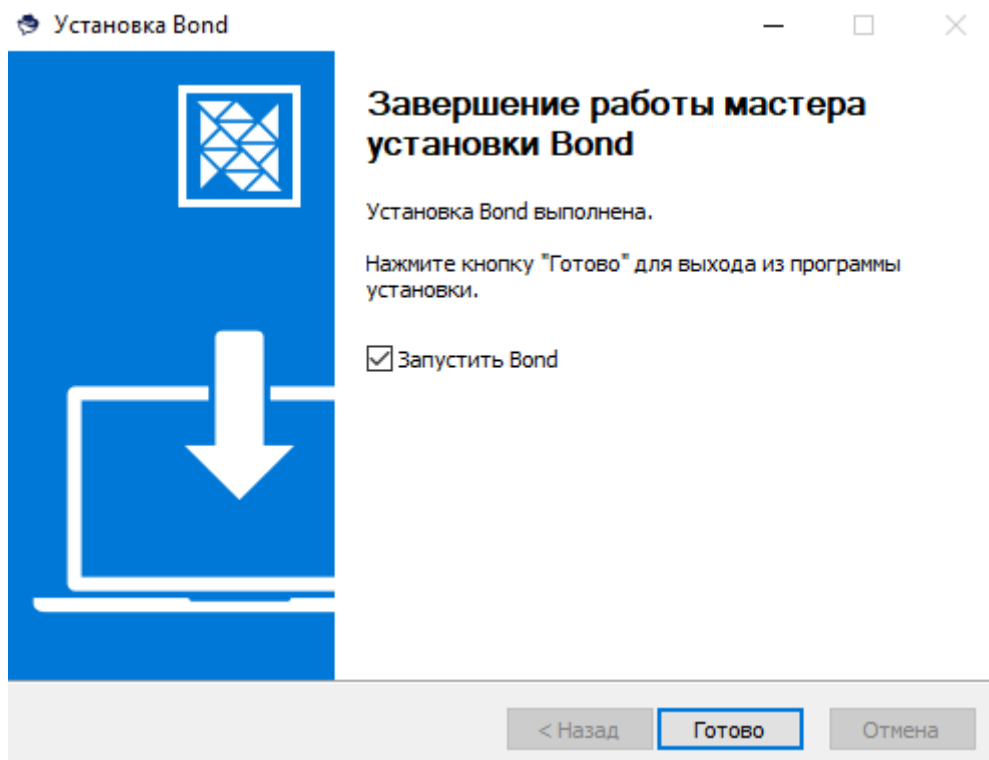 Установка Bond
Завершение работы мастера
установки Bond
Установка Bond выполнена.
Нажмите кнопку "Готово" для выхода из программы
установки.
Запустить Bond
< Назад
Готово
Отмена